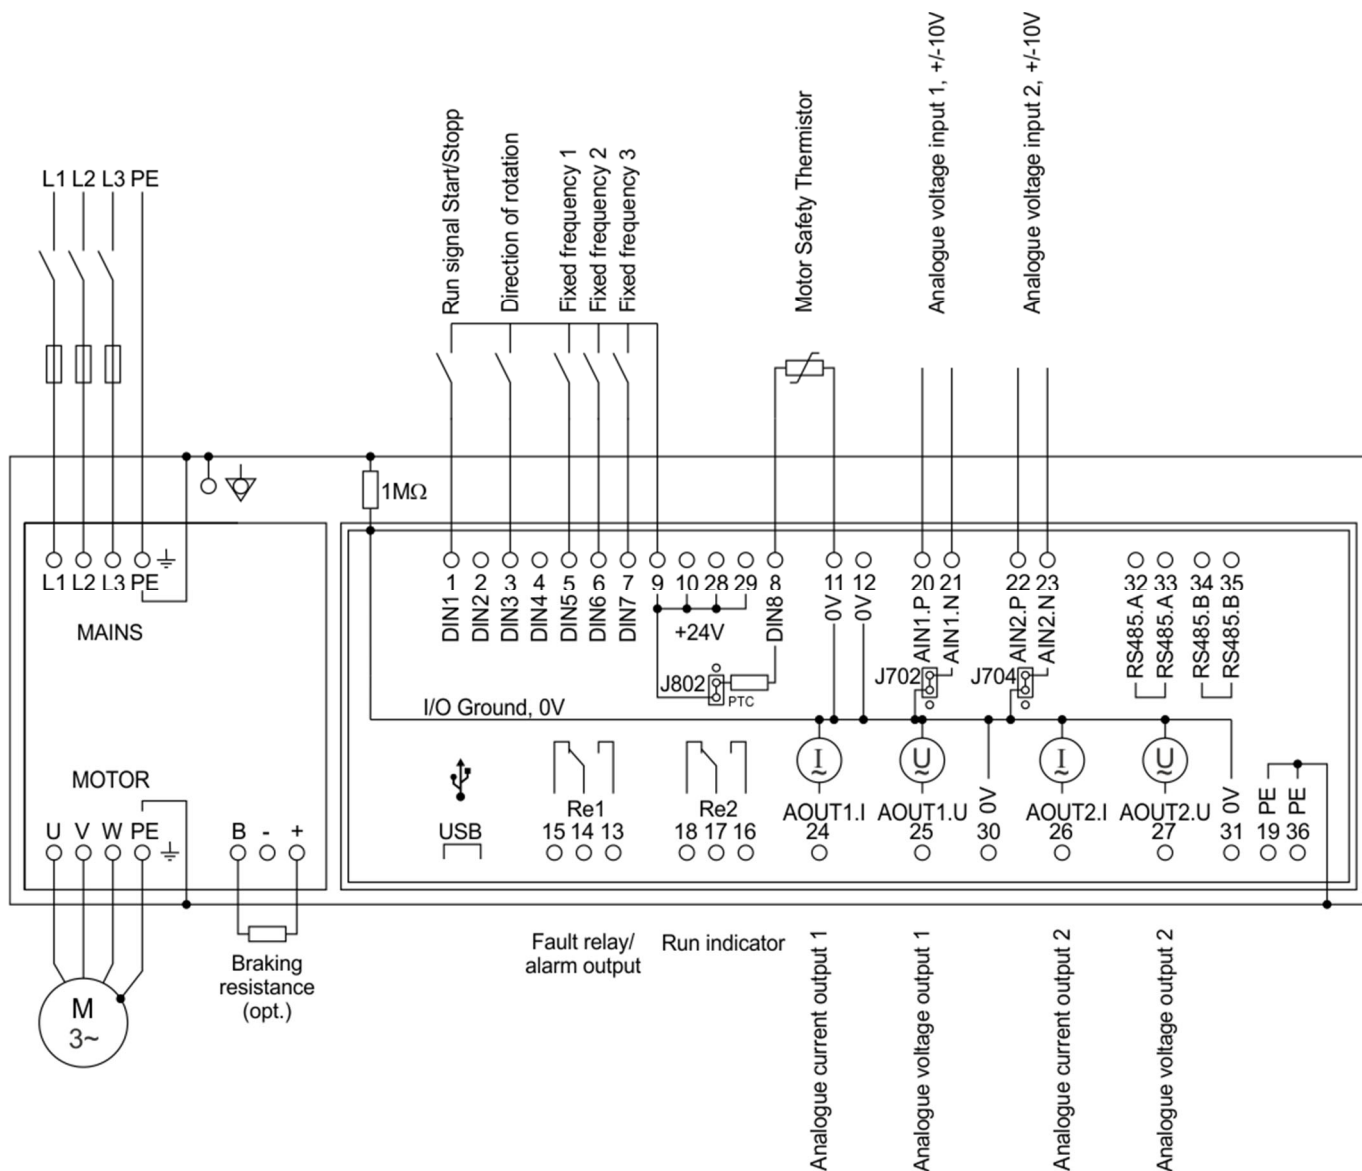 L1 L2 L3 PE
Run signal Start/Stopp
Direction of rotation
Fixed frequency 1
Fixed frequency 2
Fixed frequency 3
Motor Safety Thermistor
Analogue voltage input 1, +/-10V
Analogue voltage input 2, +/-10V
1MΩ
L1 L2 L3 PE
MAINS
1 2 3 4 5 6 7 9 10 28 29 8 11 12 20 21 22 23 32 33 34 35
DIN1
DIN2
DIN3
DIN4
DIN5
DIN6
DIN7
+24V
DIN8
0V
0V
AIN1.P
AIN1.N
AIN2.P
AIN2.N
RS485.A
RS485.A
RS485.B
RS485.B
J802
PTC
J702
J704
I/O Ground, 0V
MOTOR
U V W PE
B - +
USB
Re1
15 14 13
Re2
18 17 16
I
~
AOUT1.I
24
U
~
AOUT1.U
25
0V
30
I
~
AOUT2.I
26
U
~
AOUT2.U
27
0V
31
PE
19
PE
36
M
3~
Braking
resistance
(opt.)
Fault relay/
alarm output
Run indicator
Analogue current output 1
Analogue voltage output 1
Analogue current output 2
Analogue voltage output 2